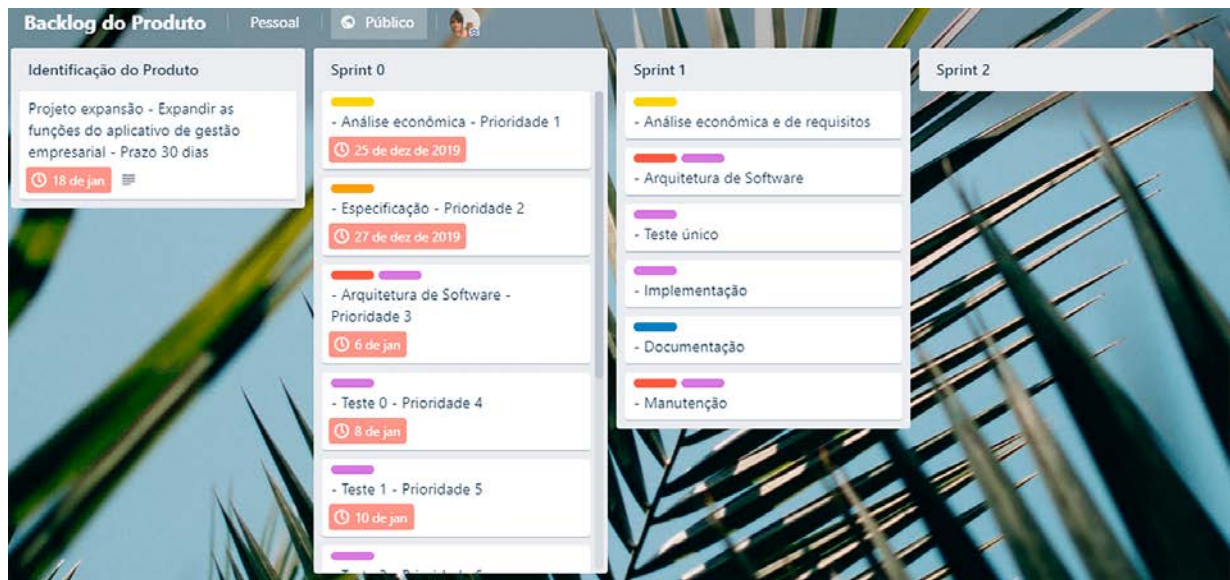 Backlog do Produto
Pessoal
Público
Identificação do Produto
Projeto expansão - Expandir as
funções do aplicativo de gestão
empresarial - Prazo 30 dias
18 de jan
Sprint 0
- Análise econômica - Prioridade 1
25 de dez de 2019
- Especificação - Prioridade 2
27 de dez de 2019
- Arquitetura de Software -
Prioridade 3
6 de jan
- Teste 0 - Prioridade 4
8 de jan
- Teste 1 - Prioridade 5
10 de jan
Sprint 1
- Análise econômica e de requisitos
- Arquitetura de Software
- Teste único
- Implementação
- Documentação
- Manutenção
Sprint 2